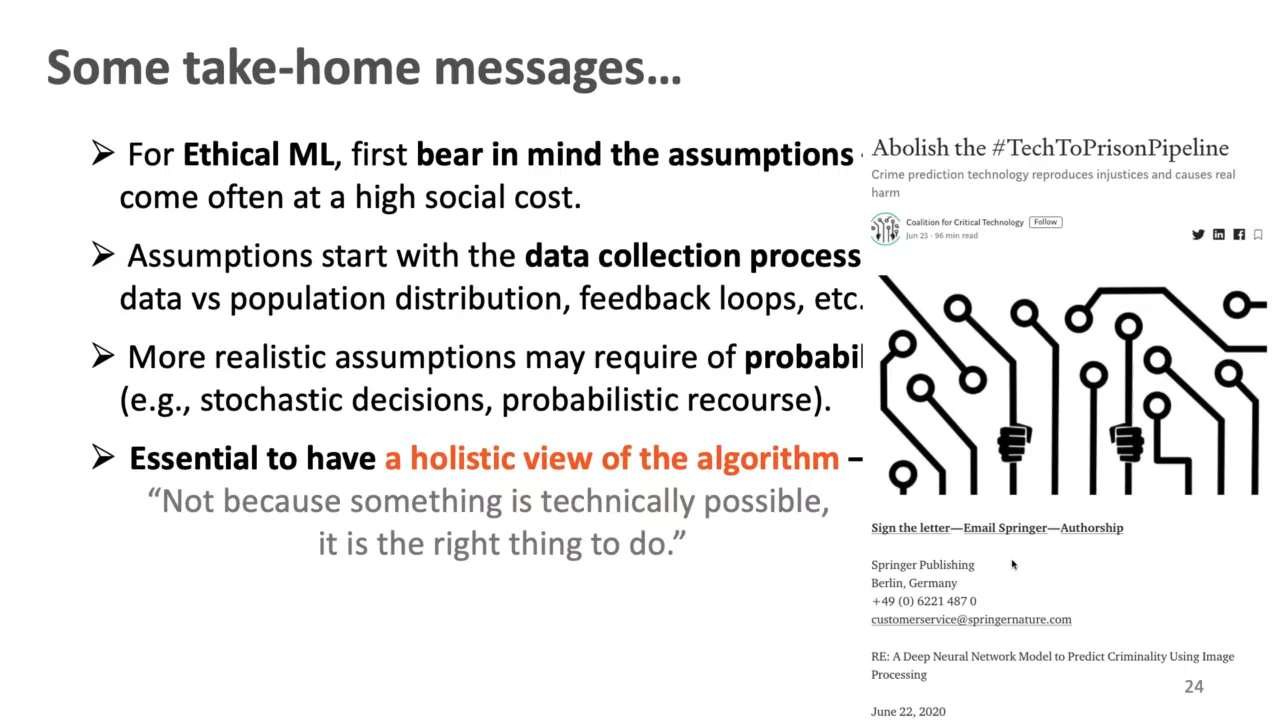 Some take-home messages...
For Ethical ML, first bear in mind the assumptions
come often at a high social cost.
Assumptions start with the data collection process
data vs population distribution, feedback loops, etc.
More realistic assumptions may require of
(e.g., stochastic decisions, probabilistic recourse).
Essential to have a holistic view of the algorithm –
“Not because something is technically possible,
it is the right thing to do.”
Abolish the #TechToPrisonPipeline
Crime prediction technology reproduces injustices and causes real
harm
Coalition for Critical Technology Follow
Jun 23 · 96 min read
Sign the letter—Email Springer—Authorship
Springer Publishing
Berlin, Germany
+49 (0) 6221 487 0
customerservice@springernature.com
RE: A Deep Neural Network Model to Predict Criminality Using Image
Processing
June 22, 2020
24